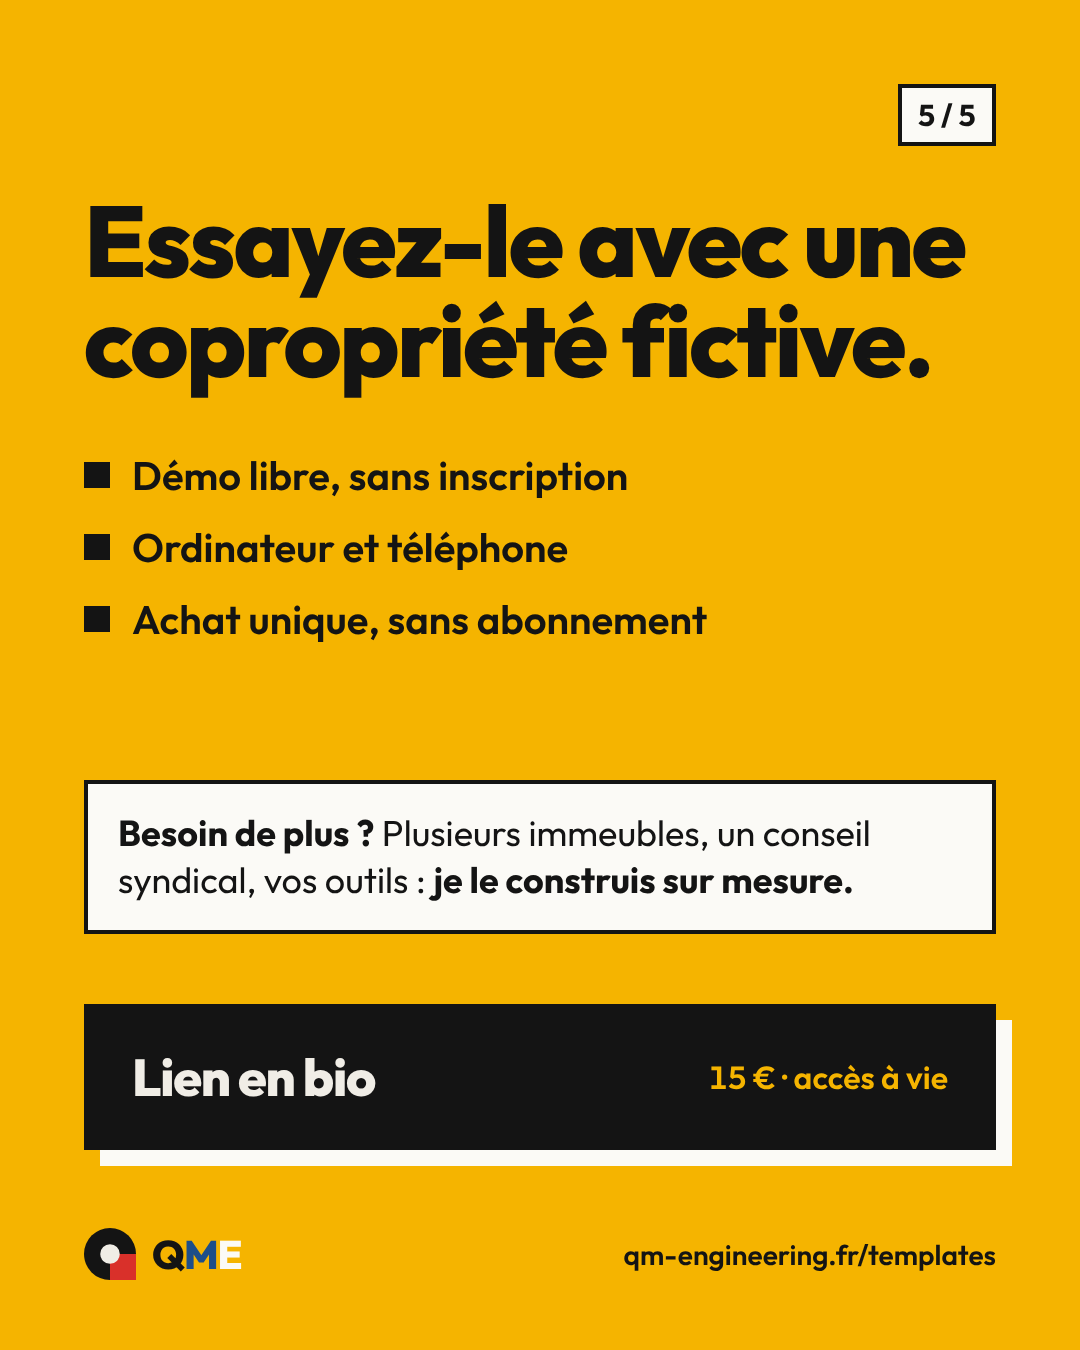 5 / 5
Essayez-le avec une
copropriété fictive.
Démo libre, sans inscription
Ordinateur et téléphone
Achat unique, sans abonnement
Besoin de plus ? Plusieurs immeubles, un conseil
syndical, vos outils : je le construis sur mesure.
Lien en bio
15 € · accès à vie
QME
qm-engineering.fr/templates